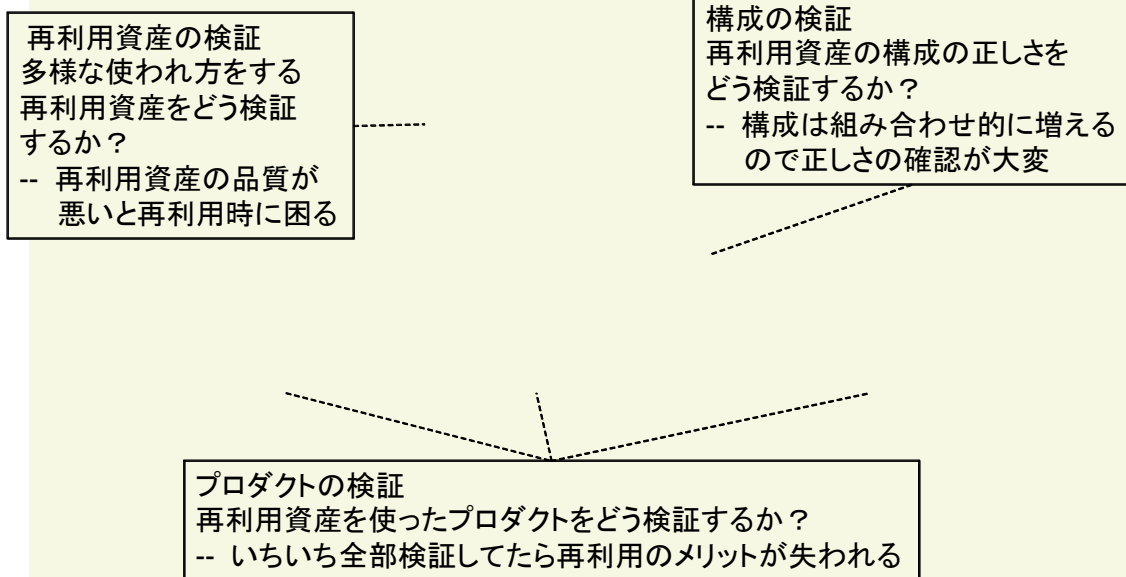 再利用資産の検証
多様な使われ方をする
再利用資産をどう検証
するか？
-- 再利用資産の品質が
悪いと再利用時に困る
構成の検証
再利用資産の構成の正しさを
どう検証するか？
-- 構成は組み合わせ的に増える
ので正しさの確認が大変
プロダクトの検証
再利用資産を使ったプロダクトをどう検証するか？
-- いちいち全部検証してたら再利用のメリットが失われる